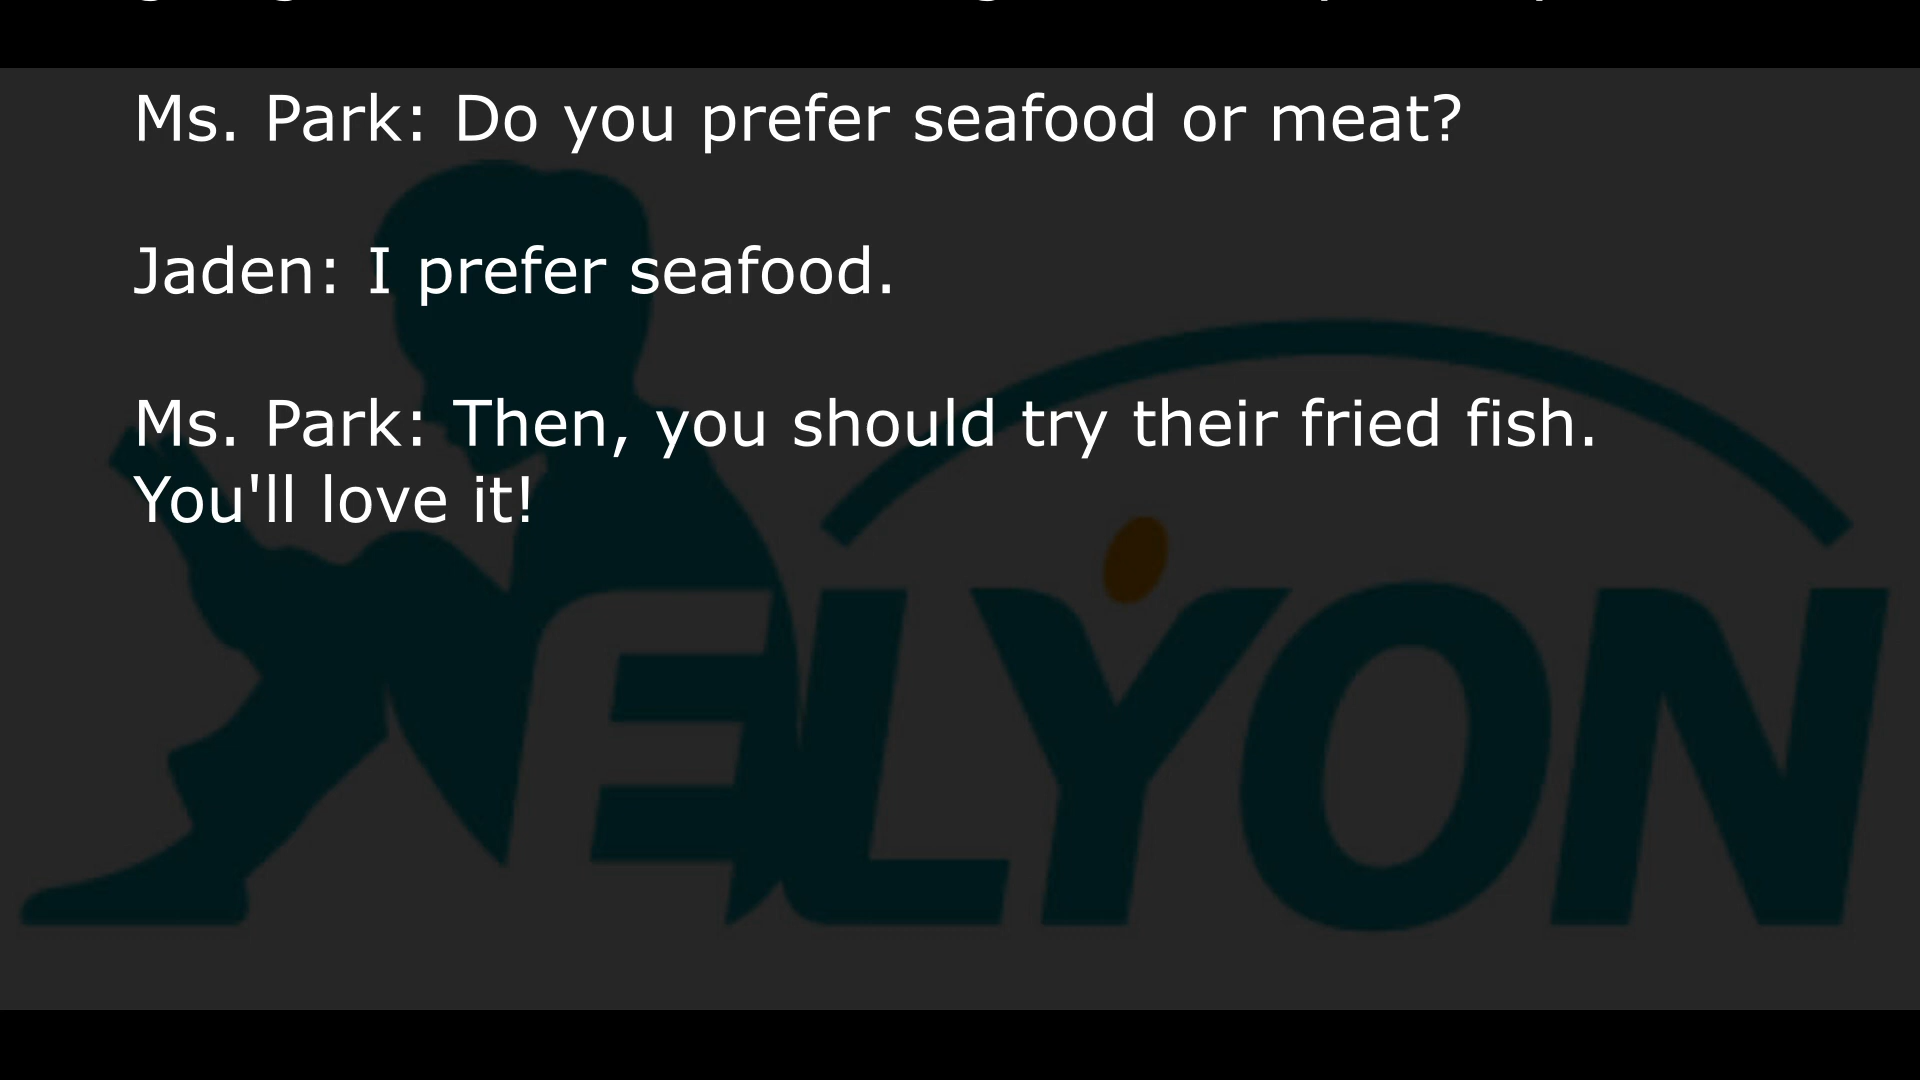 Ms. Park: Do you prefer seafood or meat?
Jaden: I prefer seafood.
Ms. Park: Then, you should try their fried fish.
You'll love it!
ELYON